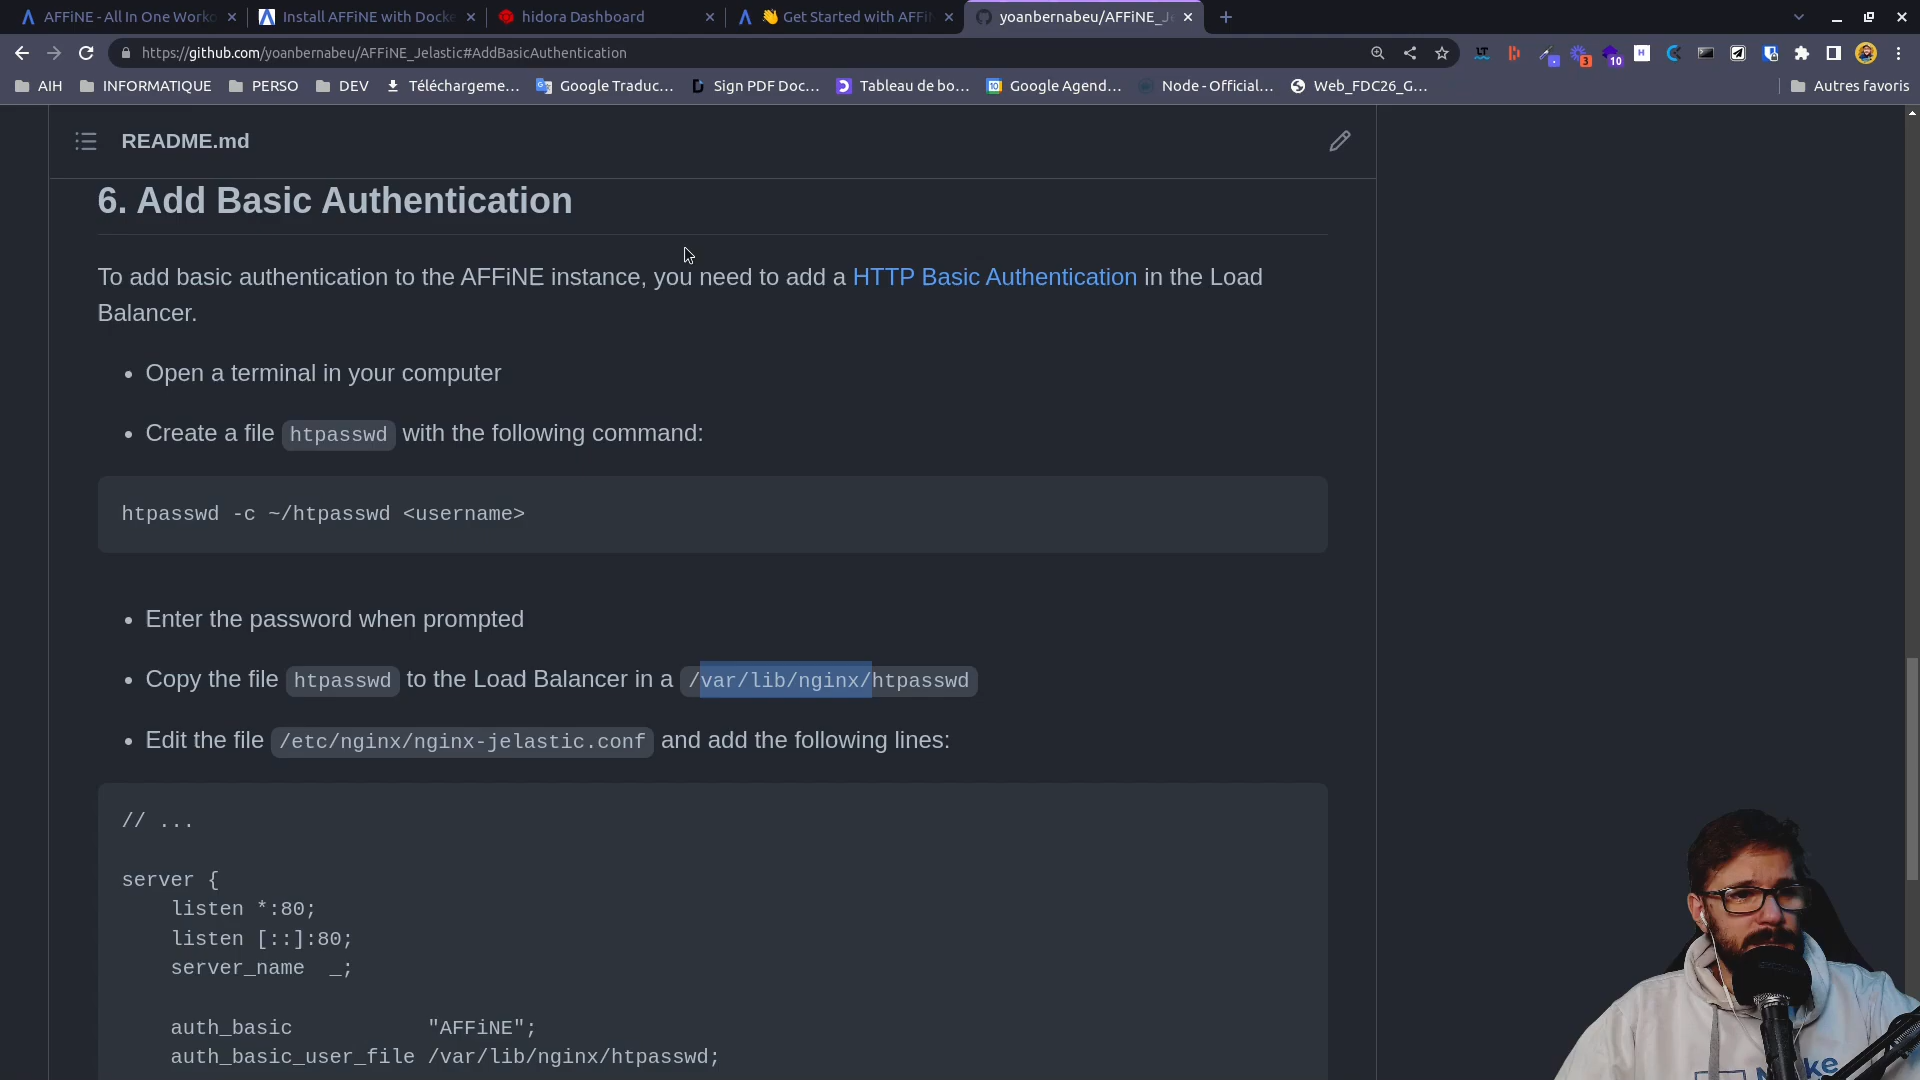 AFFiNE - All In One Worko
Install AFFiNE with Docke
hidora Dashboard
👋 Get Started with AFFi
yoanbernabeu/AFFiNE_Je
https://github.com/yoanbernabeu/AFFiNE_Jelastic#AddBasicAuthentication
3
10
AIH
INFORMATIQUE
PERSO
DEV
Téléchargeme...
Google Traduc...
Sign PDF Doc...
Tableau de bo...
Google Agend...
Node - Official...
Web_FDC26_G...
Autres favoris
README.md
6. Add Basic Authentication
To add basic authentication to the AFFiNE instance, you need to add a HTTP Basic Authentication in the Load
Balancer.
• Open a terminal in your computer
• Create a file htpasswd with the following command:
htpasswd -c ~/htpasswd <username>
• Enter the password when prompted
• Copy the file htpasswd to the Load Balancer in a /var/lib/nginx/htpasswd
• Edit the file /etc/nginx/nginx-jelastic.conf and add the following lines:
// ...
server {
listen *:80;
listen [::]:80;
server_name _;
auth_basic "AFFiNE";
auth_basic_user_file /var/lib/nginx/htpasswd;